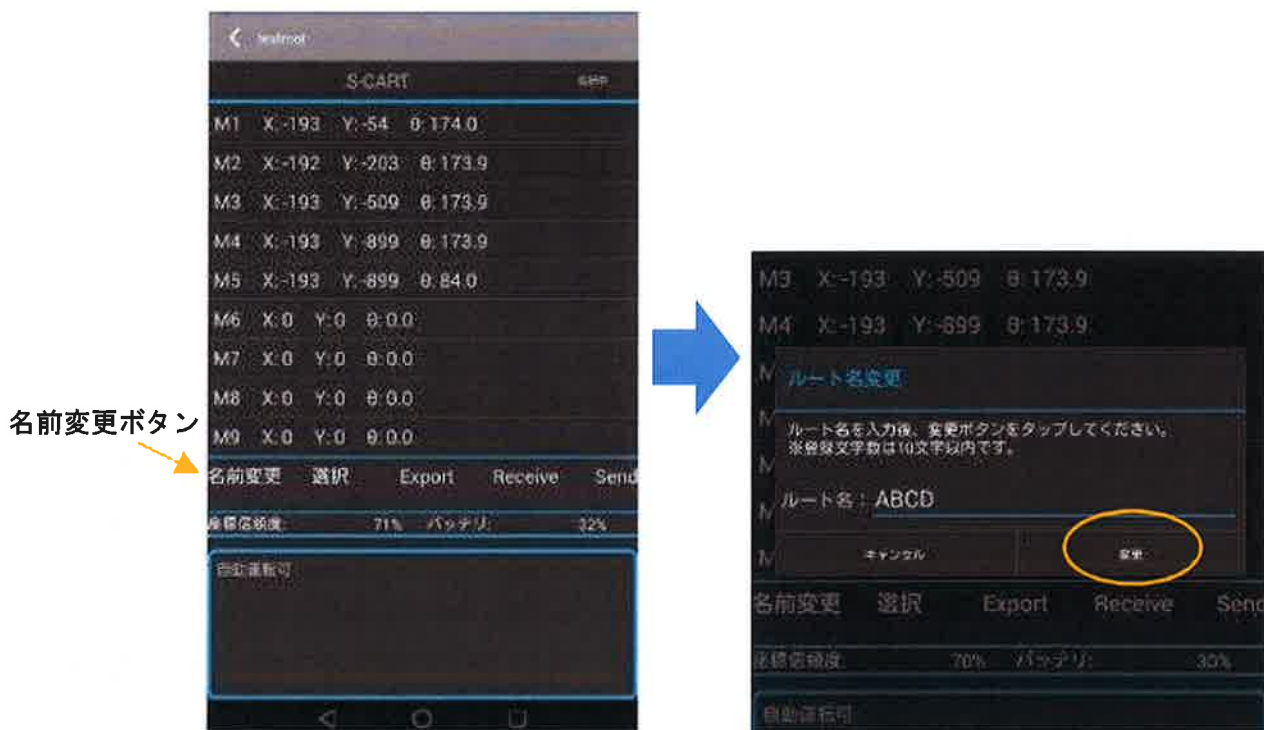 testroot
S-CART
M1 X:-193 Y:-54 θ:174.0
M2 X:-192 Y:-203 θ:173.9
M3 X:-193 Y:-509 θ:173.9
M4 X:-193 Y:-899 θ:173.9
M5 X:-193 Y:-899 θ:84.0
M6 X:0 Y:0 θ:0.0
M7 X:0 Y:0 θ:0.0
M8 X:0 Y:0 θ:0.0
M9 X:0 Y:0 θ:0.0
名前変更ボタン
名前変更 選択 Export Receive Send
座標信頼度: 71% バッテリ: 32%
自動運転可
M3 X:-193 Y:-509 θ:173.9
M4 X:-193 Y:-899 θ:173.9
M
ルート名変更
M
ルート名を入力後、変更ボタンをタップしてください。
※登録文字数は10文字以内です。
M
ルート名:ABCD
M
キャンセル 変更
M
名前変更 選択 Export Receive Send
座標信頼度: 70% バッテリ: 30%
自動運転可